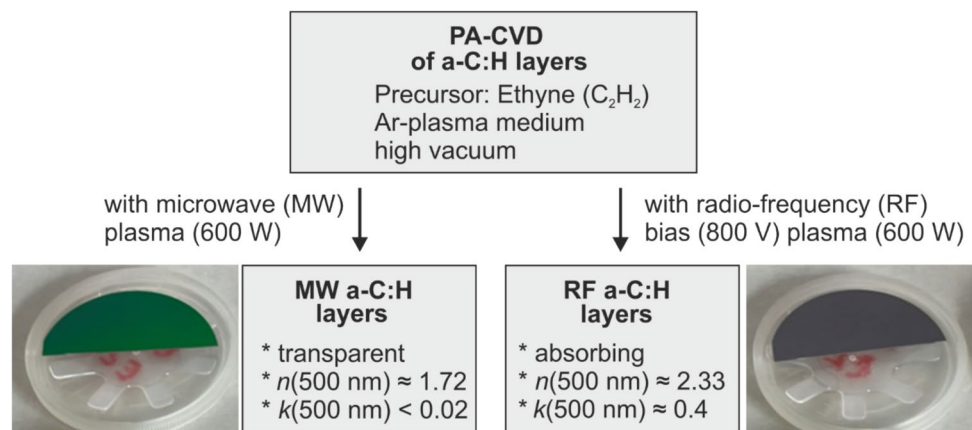 PA-CVD
of a-C:H layers
Precursor: Ethyne (C₂H₂)
Ar-plasma medium
high vacuum
with microwave (MW)
plasma (600 W)
with radio-frequency (RF)
bias (800 V) plasma (600 W)
MW a-C:H
layers
* transparent
* n(500 nm) ≈ 1.72
* k(500 nm) < 0.02
RF a-C:H
layers
* absorbing
* n(500 nm) ≈ 2.33
* k(500 nm) ≈ 0.4